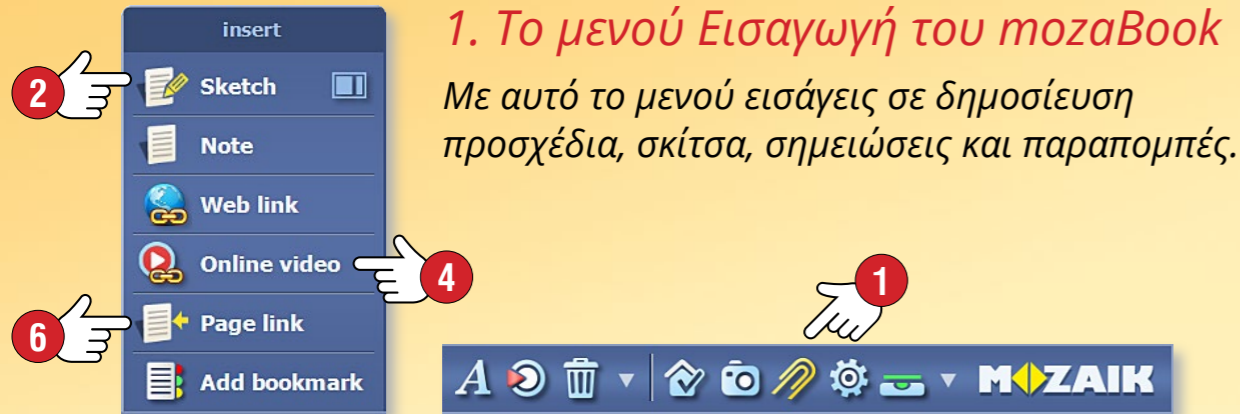 insert
2
Sketch
Note
Web link
Online video
4
6
Page link
Add bookmark
1. Το μενού Εισαγωγή του mozaBook
Με αυτό το μενού εισάγεις σε δημοσίευση
προσχέδια, σκίτσα, σημειώσεις και παραπομπές.
1
A
MOZAIK